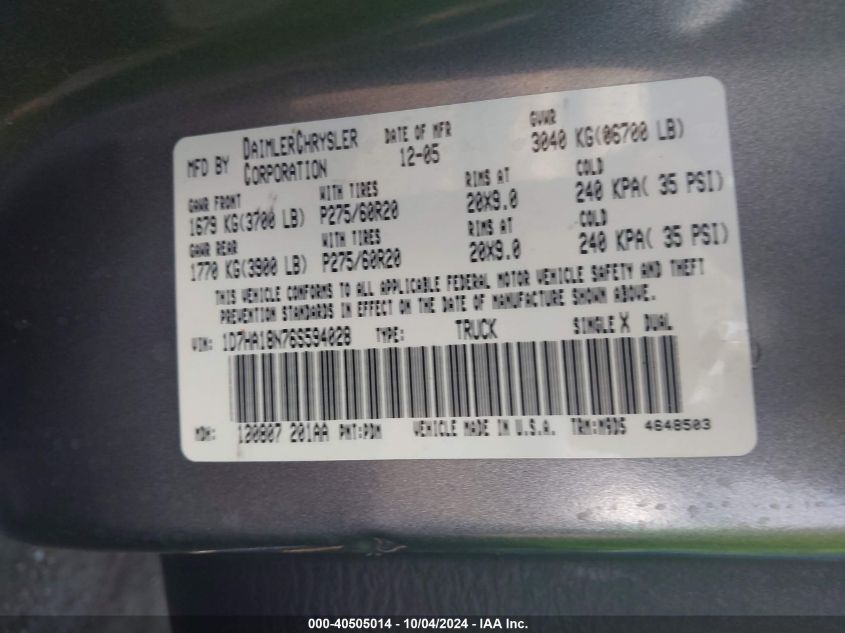 MFD BY DAIMLERCHRYSLER CORPORATION DATE OF MFR 12-05 GVWR 3040 KG(06700 LB)
GAWR FRONT WITH TIRES RIMS AT COLD
1679 KG(3700 LB) P275/60R20 20X9.0 240 KPA( 35 PSI)
GAWR REAR WITH TIRES RIMS AT COLD
1770 KG(3900 LB) P275/60R20 20X9.0 240 KPA( 35 PSI)
THIS VEHICLE CONFORMS TO ALL APPLICABLE FEDERAL MOTOR VEHICLE SAFETY AND THEFT
PREVENTION STANDARDS IN EFFECT ON THE DATE OF MANUFACTURE SHOWN ABOVE.
VIN: 1D7HA18N76S594028 TYPE: TRUCK SINGLE X DUAL
MDH: 120807 201AA PNT:PDM VEHICLE MADE IN U.S.A. TRM:M9D5 4648503
000-40505014 - 10/04/2024 - IAA Inc.